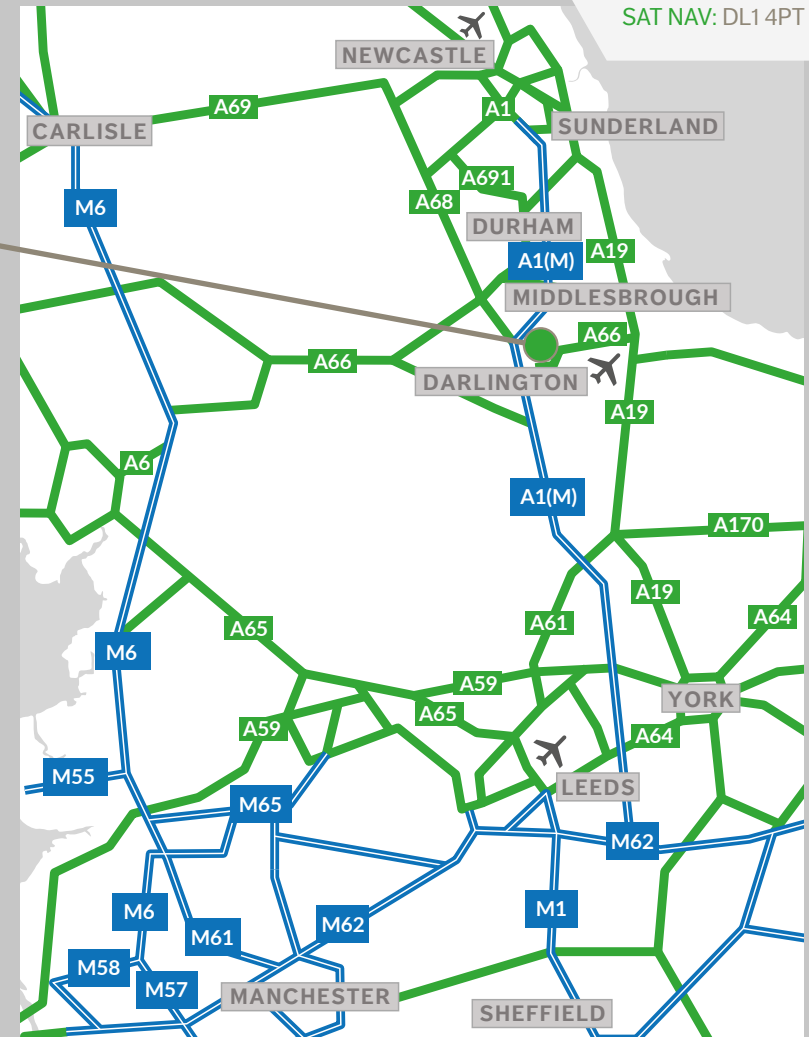 SAT NAV: DL1 4PT
NEWCASTLE
A69
A1
CARLISLE
SUNDERLAND
A691
A68
M6
DURHAM
A19
A1(M)
MIDDLESBROUGH
A66
A66
DARLINGTON
A19
A6
A1(M)
A170
A19
A64
A61
A65
M6
A59
YORK
A65
A59
A64
M55
LEEDS
M65
M62
M6
M1
M62
M61
M58
M57
MANCHESTER
SHEFFIELD